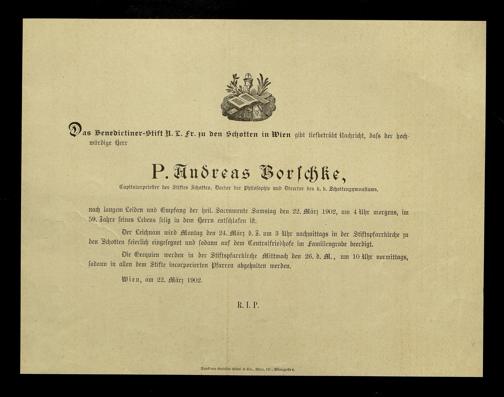 Das Benedictiner-Stift U. L. Fr. zu den Schotten in Wien gibt tiefbetrübt Nachricht, dass der hoch-
würdige Herr
P. Andreas Borschke,
Capitularpriester des Stiftes Schotten, Doctor der Philosophie und Director des k. k. Schottengymnasiums,
nach langem Leiden und Empfang der heil. Sacramente Samstag den 22. März 1902, um 4 Uhr morgens, im
59. Jahre seines Lebens selig in dem Herrn entschlafen ist.
Der Leichnam wird Montag den 24. März d. J. um 3 Uhr nachmittags in der Stiftspfarrkirche zu
den Schotten feierlich eingesegnet und sodann auf dem Centralfriedhofe im Familiengrabe beerdigt.
Die Exequien werden in der Stiftspfarrkirche Mittwoch den 26. d. M., um 10 Uhr vormittags,
sodann in allen dem Stifte incorporierten Pfarren abgehalten werden.
Wien, am 22. März 1902.
R. I. P.